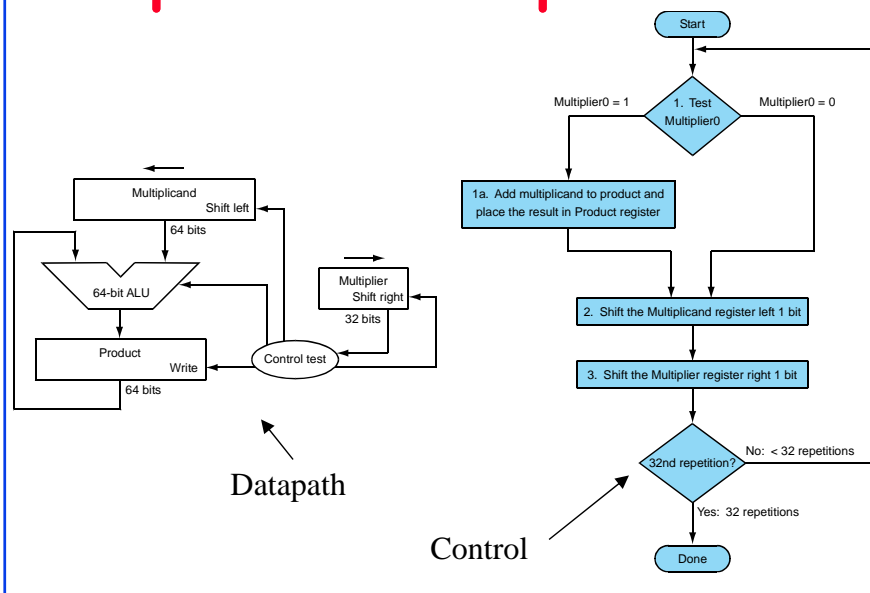 Multiplicand
Shift left
64 bits
64-bit ALU
Product
Write
64 bits
Multiplier
Shift right
32 bits
Control test
Datapath
Start
Multiplier0 = 1
1. Test
Multiplier0
Multiplier0 = 0
1a. Add multiplicand to product and
place the result in Product register
2. Shift the Multiplicand register left 1 bit
3. Shift the Multiplier register right 1 bit
32nd repetition?
No: < 32 repetitions
Yes: 32 repetitions
Control
Done